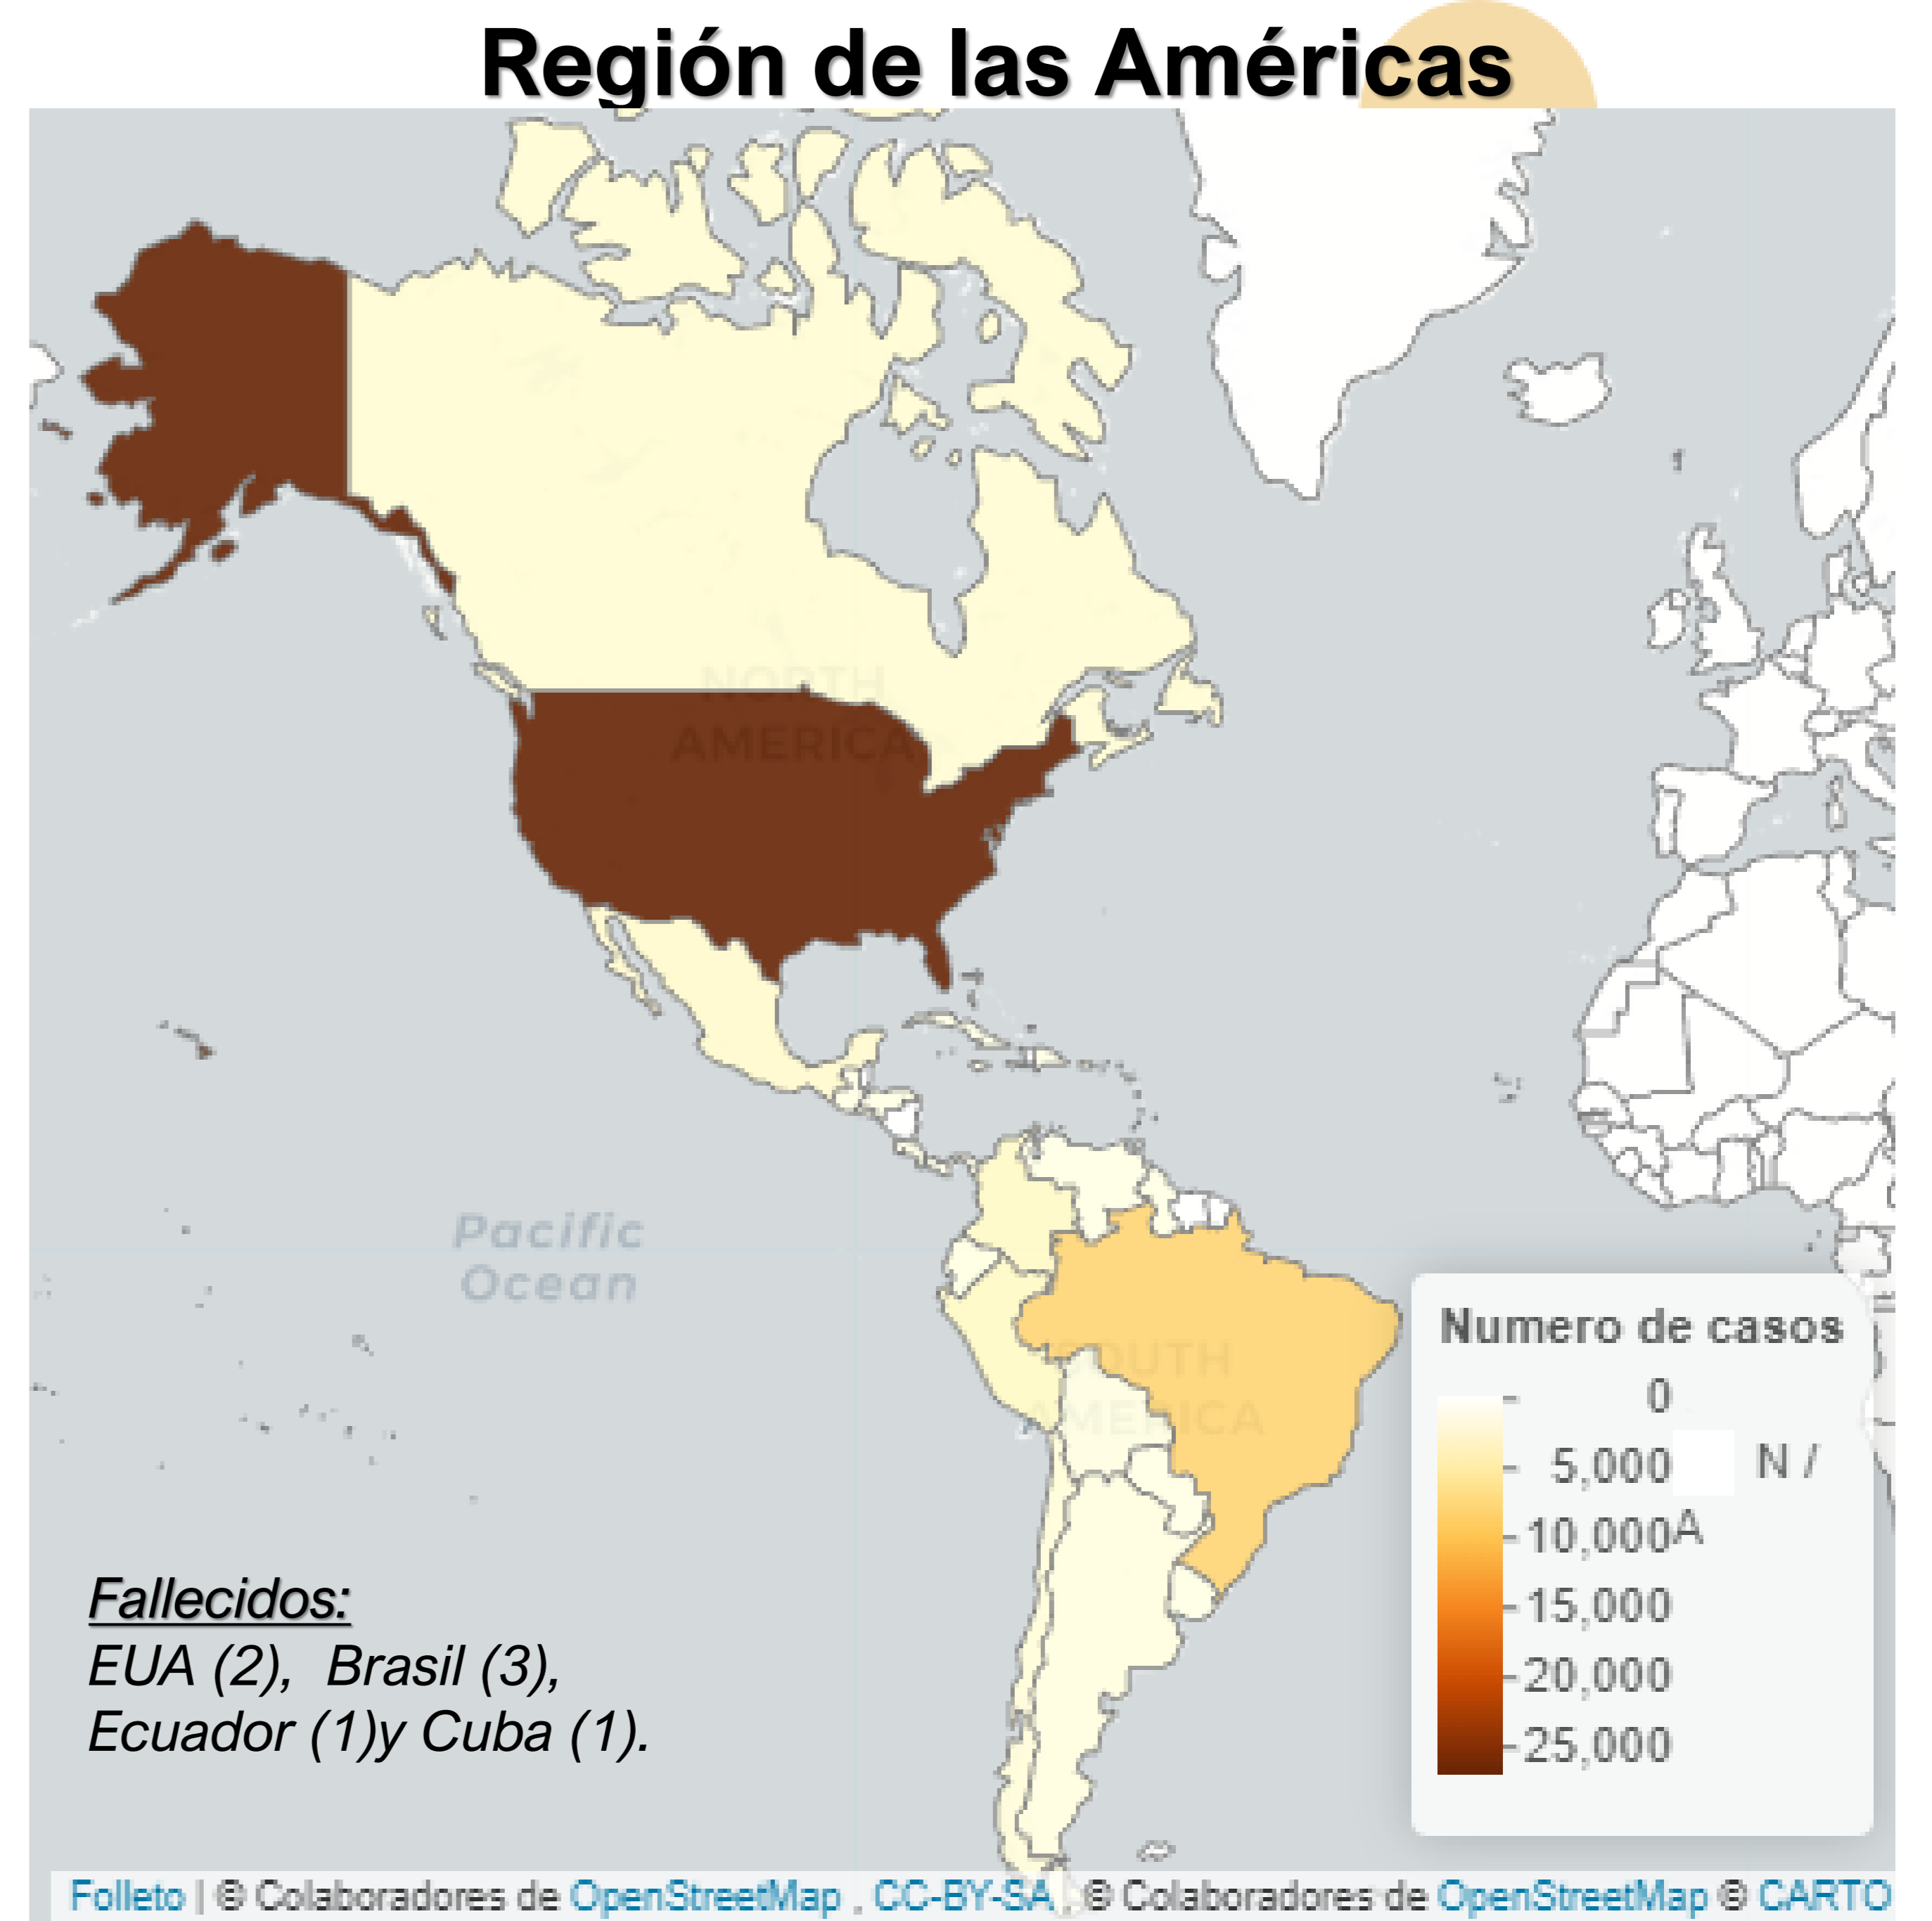 Región de las Américas
NORTH
AMERICA
Pacific
Ocean
SOUTH
AMERICA
Numero de casos
0
5,000 N /
10,000 A
15,000
20,000
25,000
Fallecidos:
EUA (2),  Brasil (3),
Ecuador (1)y Cuba (1).
Folleto | © Colaboradores de OpenStreetMap , CC-BY-SA , © Colaboradores de OpenStreetMap © CARTO